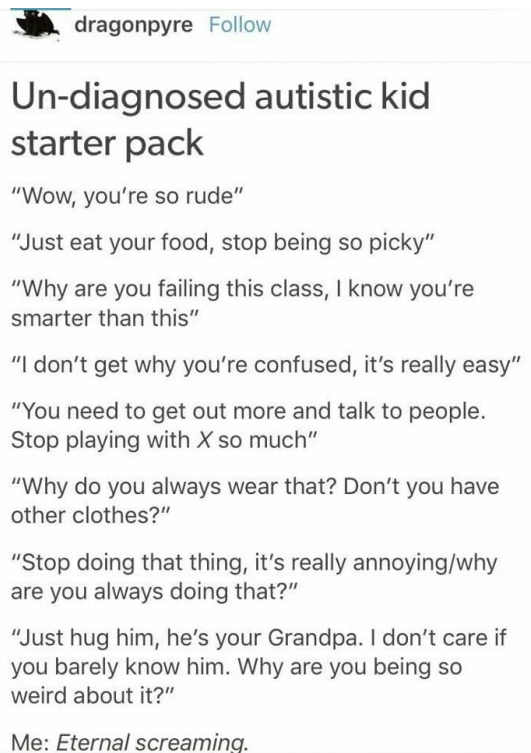 dragonpyre Follow
Un-diagnosed autistic kid
starter pack
"Wow, you're so rude"
"Just eat your food, stop being so picky"
"Why are you failing this class, I know you're
smarter than this"
"I don't get why you're confused, it's really easy"
"You need to get out more and talk to people.
Stop playing with X so much"
"Why do you always wear that? Don't you have
other clothes?"
"Stop doing that thing, it's really annoying/why
are you always doing that?"
"Just hug him, he's your Grandpa. I don't care if
you barely know him. Why are you being so
weird about it?"
Me: Eternal screaming.